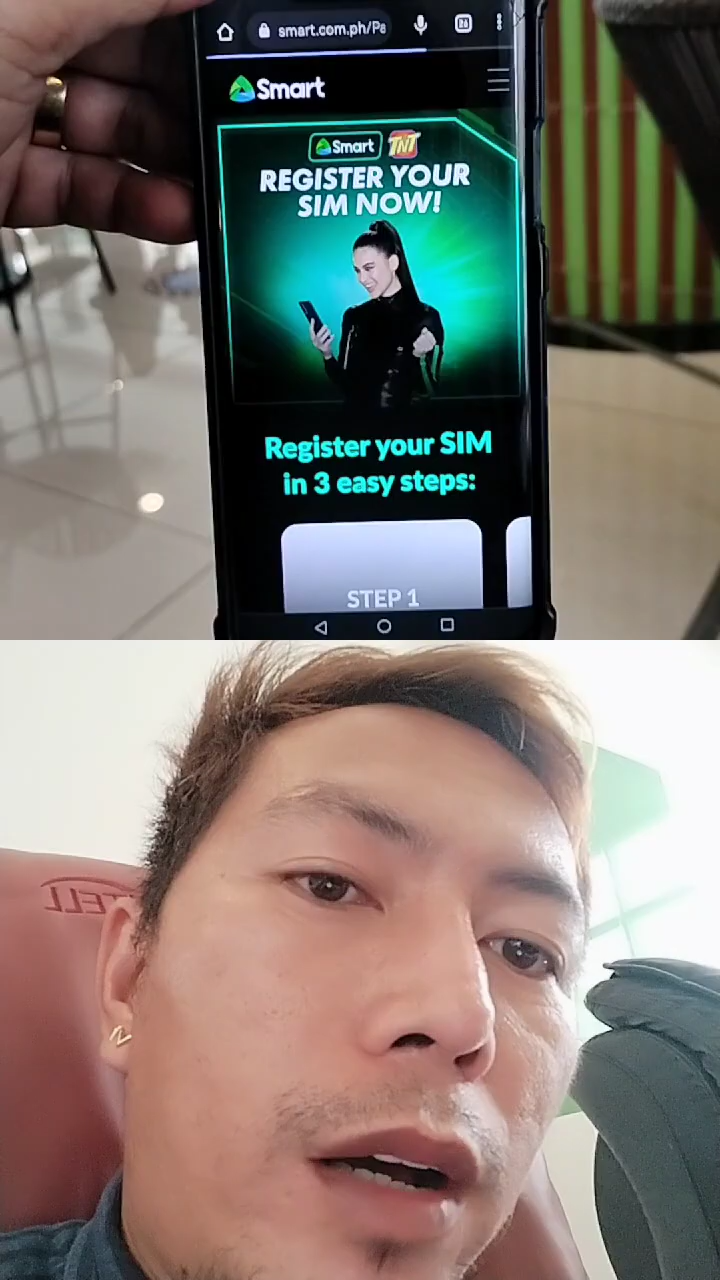 smart.com.ph/Pa
26
Smart
Smart TNT
REGISTER YOUR
SIM NOW!
Register your SIM
in 3 easy steps:
STEP 1